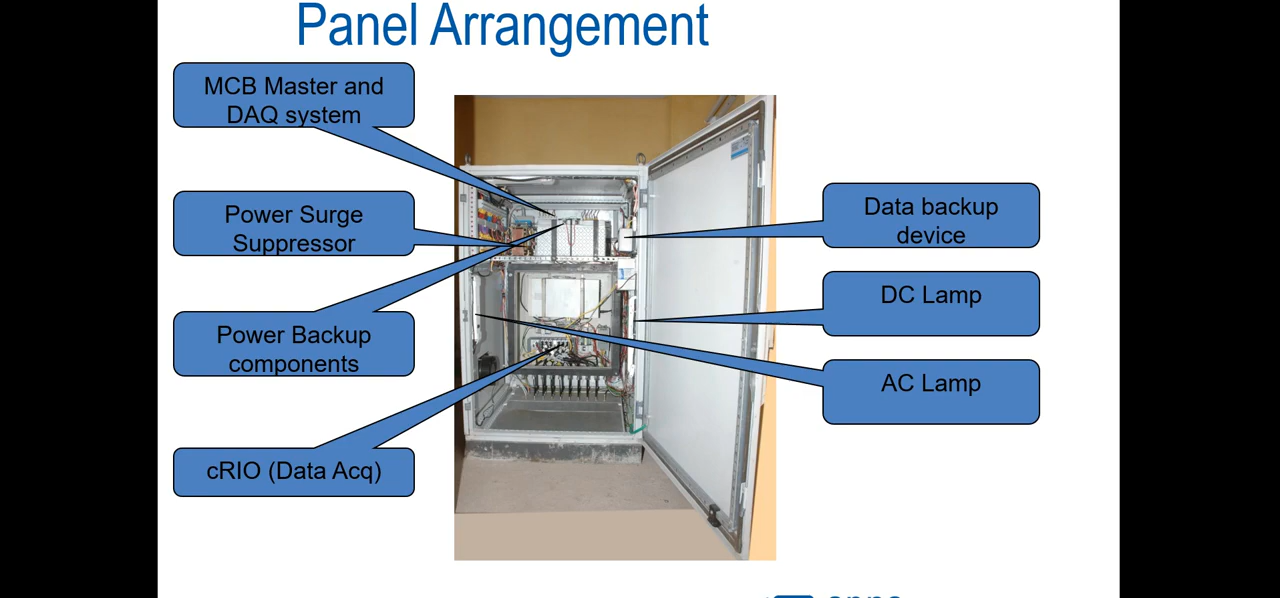 Panel Arrangement
MCB Master and
DAQ system
Power Surge
Suppressor
Power Backup
components
cRIO (Data Acq)
Data backup
device
DC Lamp
AC Lamp